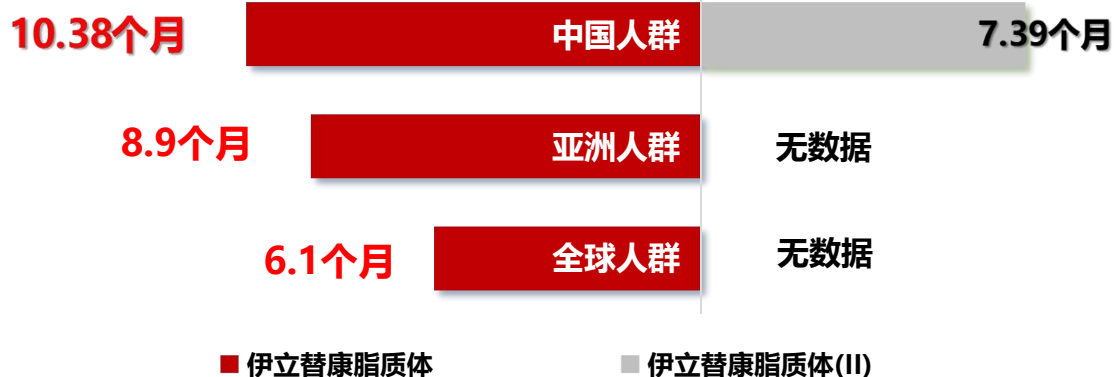 10.38个月 中国人群 7.39个月
8.9个月 亚洲人群 无数据
6.1个月 全球人群 无数据
伊立替康脂质体 伊立替康脂质体(II)